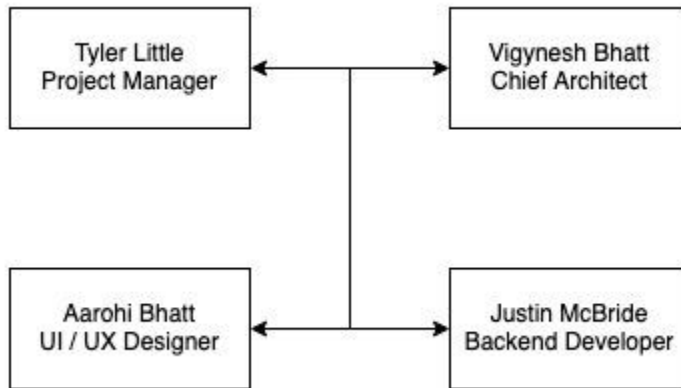 Tyler Little
Project Manager
Vigynesh Bhatt
Chief Architect
Aarohi Bhatt
UI / UX Designer
Justin McBride
Backend Developer